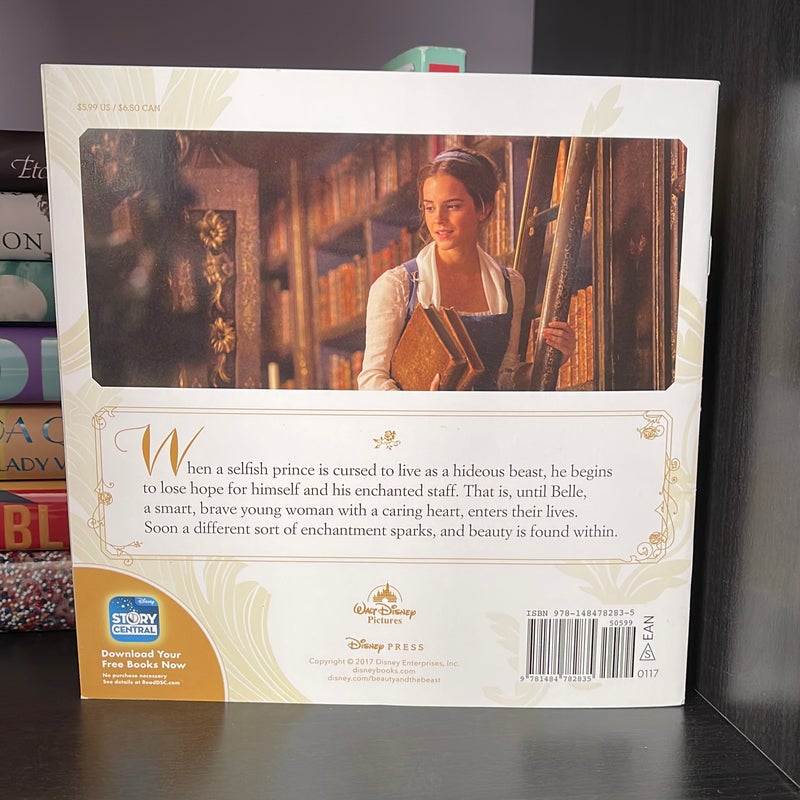 $5.99 US / $6.50 CAN
ON
LADY
BL
When a selfish prince is cursed to live as a hideous beast, he begins
to lose hope for himself and his enchanted staff. That is, until Belle,
a smart, brave young woman with a caring heart, enters their lives.
Soon a different sort of enchantment sparks, and beauty is found within.
Disney
STORY
CENTRAL
Download Your
Free Books Now
No purchase necessary
See details at ReadDSC.com
Walt Disney
Pictures
Disney PRESS
Copyright © 2017 Disney Enterprises, Inc.
disneybooks.com
disney.com/beautyandthebeast
ISBN 978-148478283-5
50599
9 781484 782835
S EAN
0117